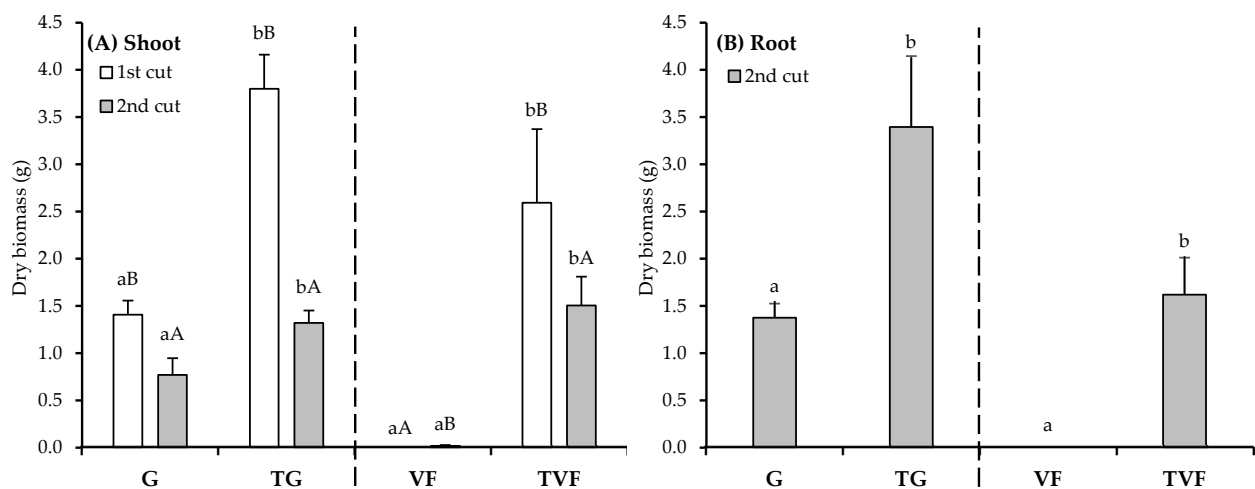 (A) Shoot
1st cut
2nd cut
Dry biomass (g)
4.5
4.0
3.5
3.0
2.5
2.0
1.5
1.0
0.5
0.0
aB
aA
bB
bA
aA
aB
bB
bA
G
TG
VF
TVF
(B) Root
2nd cut
Dry biomass (g)
4.5
4.0
3.5
3.0
2.5
2.0
1.5
1.0
0.5
0.0
a
b
a
b
G
TG
VF
TVF